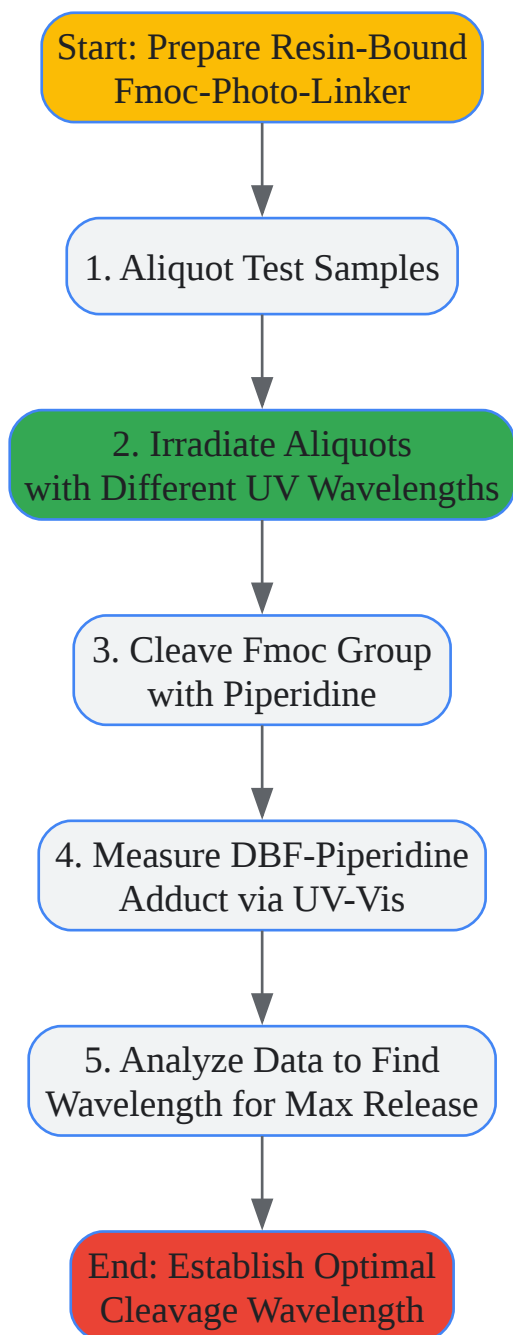 Start: Prepare Resin-Bound
Fmoc-Photo-Linker
1. Aliquot Test Samples
2. Irradiate Aliquots
with Different UV Wavelengths
3. Cleave Fmoc Group
with Piperidine
4. Measure DBF-Piperidine
Adduct via UV-Vis
5. Analyze Data to Find
Wavelength for Max Release
End: Establish Optimal
Cleavage Wavelength